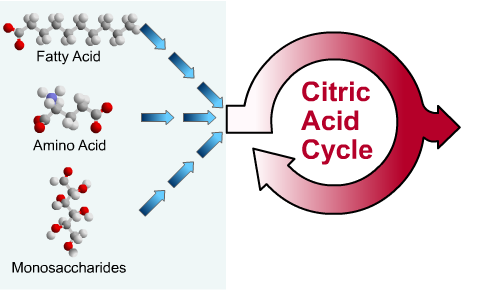 Fatty Acid
Amino Acid
Monosaccharides
Citric
Acid
Cycle